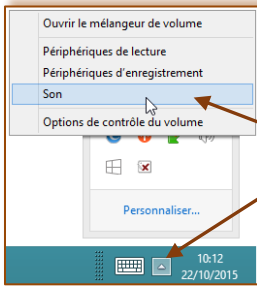 Ouvrir le mélangeur de volume
Périphériques de lecture
Périphériques d'enregistrement
Son
Options de contrôle du volume
Personnaliser...
10:12
22/10/2015